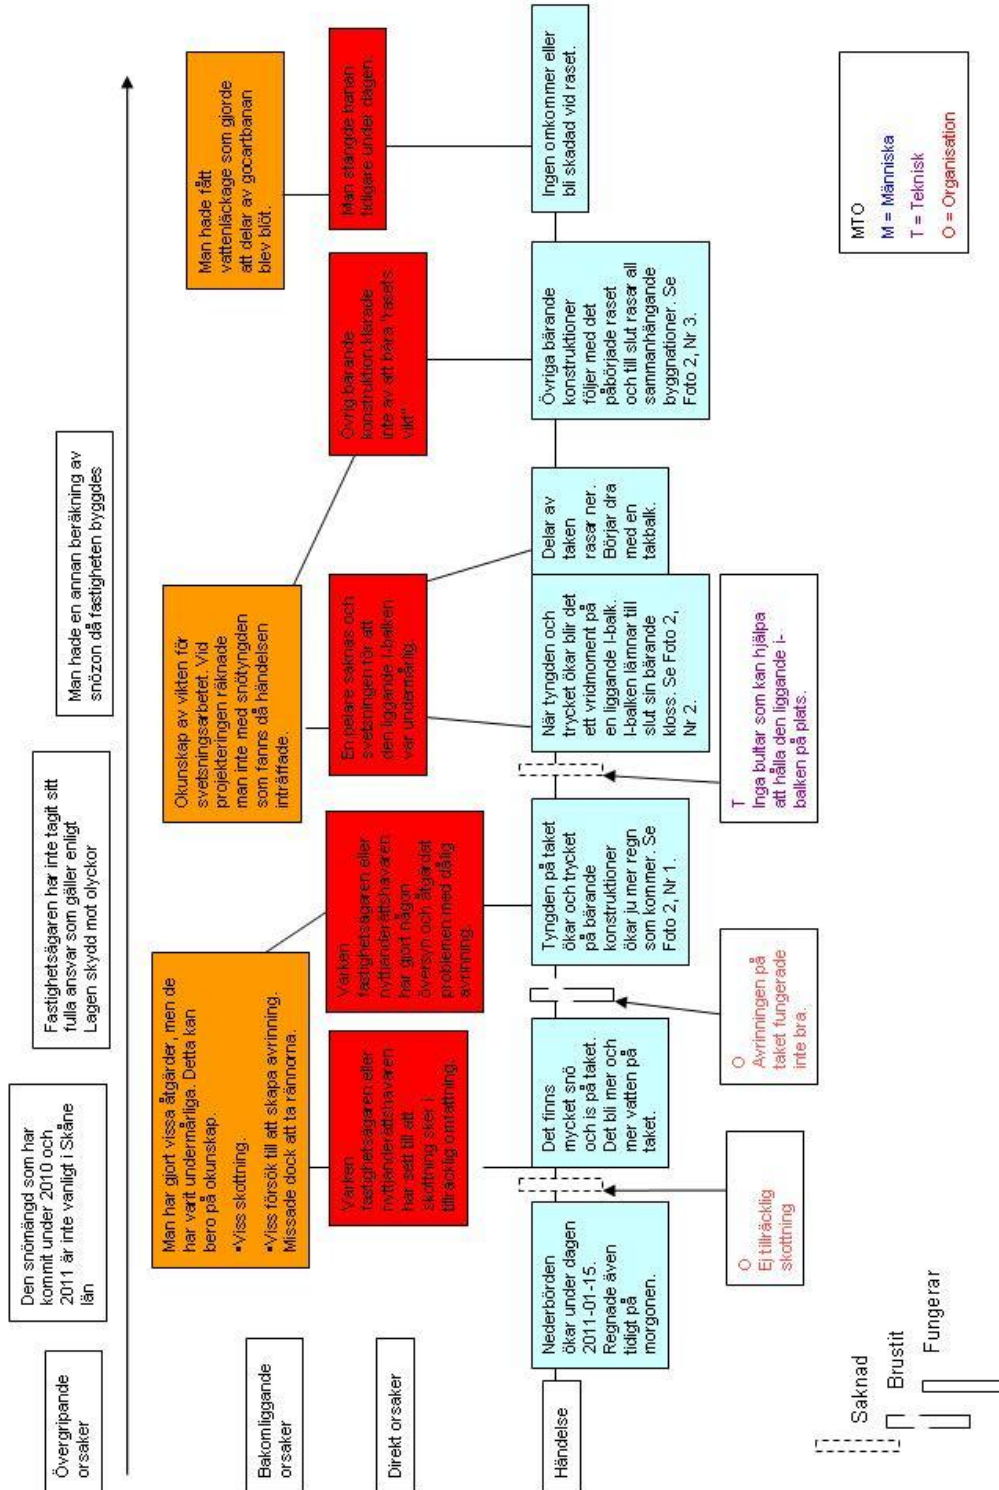 Övergripande
orsaker
Den snömängd som har
kommit under 2010 och
2011 är inte vanligt i Skåne
län
Fastighetsägaren har inte tagit sitt
fulla ansvar som gäller enligt
Lagen skydd mot olyckor
Man hade en annan beräkning av
snözon då fastigheten byggdes
Bakomliggande
orsaker
Man har gjort vissa åtgärder, men de
har varit undermåliga. Detta kan
bero på okunskap.
▪Viss skottning.
▪Viss försök till att skapa avrinning.
Missade dock att ta rännorna.
Okunskap av vikten för
svetsningsarbetet. Vid
projekteringen räknade
man inte med snötyngden
som fanns då händelsen
inträffade.
Man hade fått
vattenläckage som gjorde
att delar av gocartbanan
blev blöt.
Direkt orsaker
Varken
fastighetsägaren eller
nyttjanderättshavaren
har sett till att
skottning sker i
tillräcklig omfattning.
Varken
fastighetsägaren eller
nyttjanderättshavaren
har gjort någon
översyn och åtgärdat
problemen med dålig
avrinning.
En pelare saknas och
svetsningen för att
den liggande I-balken
var undermålig.
Övrig bärande
konstruktion klarade
inte av att bära "rasets
vikt"
Man stängde banan
tidigare under dagen.
Händelse
Nederbörden
ökar under dagen
2011-01-15.
Regnade även
tidigt på
morgonen.
Det finns
mycket snö
och is på taket.
Det bli mer och
mer vatten på
taket.
Tyngden på taket
ökar och trycket
på bärande
konstruktioner
ökar ju mer regn
som kommer. Se
Foto 2, Nr 1.
När tyngden och
trycket ökar blir det
ett vridmoment på
en liggande I-balk.
I-balken lämnar till
slut sin bärande
kloss. Se Foto 2,
Nr 2.
Delar av
taken
rasar ner.
Börjar dra
med en
takbalk.
Övriga bärande
konstruktioner
följer med det
påbörjade raset
och till slut rasar all
sammanhängande
byggnationer. Se
Foto 2, Nr 3.
Ingen omkommer eller
bli skadad vid raset.
O
Ej tillräcklig
skottning
O
Avrinningen på
taket fungerade
inte bra.
T
Inga bultar som kan hjälpa
att hålla den liggande i-
balken på plats.
MTO
M = Människa
T = Teknisk
O = Organisation
Saknad
Brustit
Fungerar